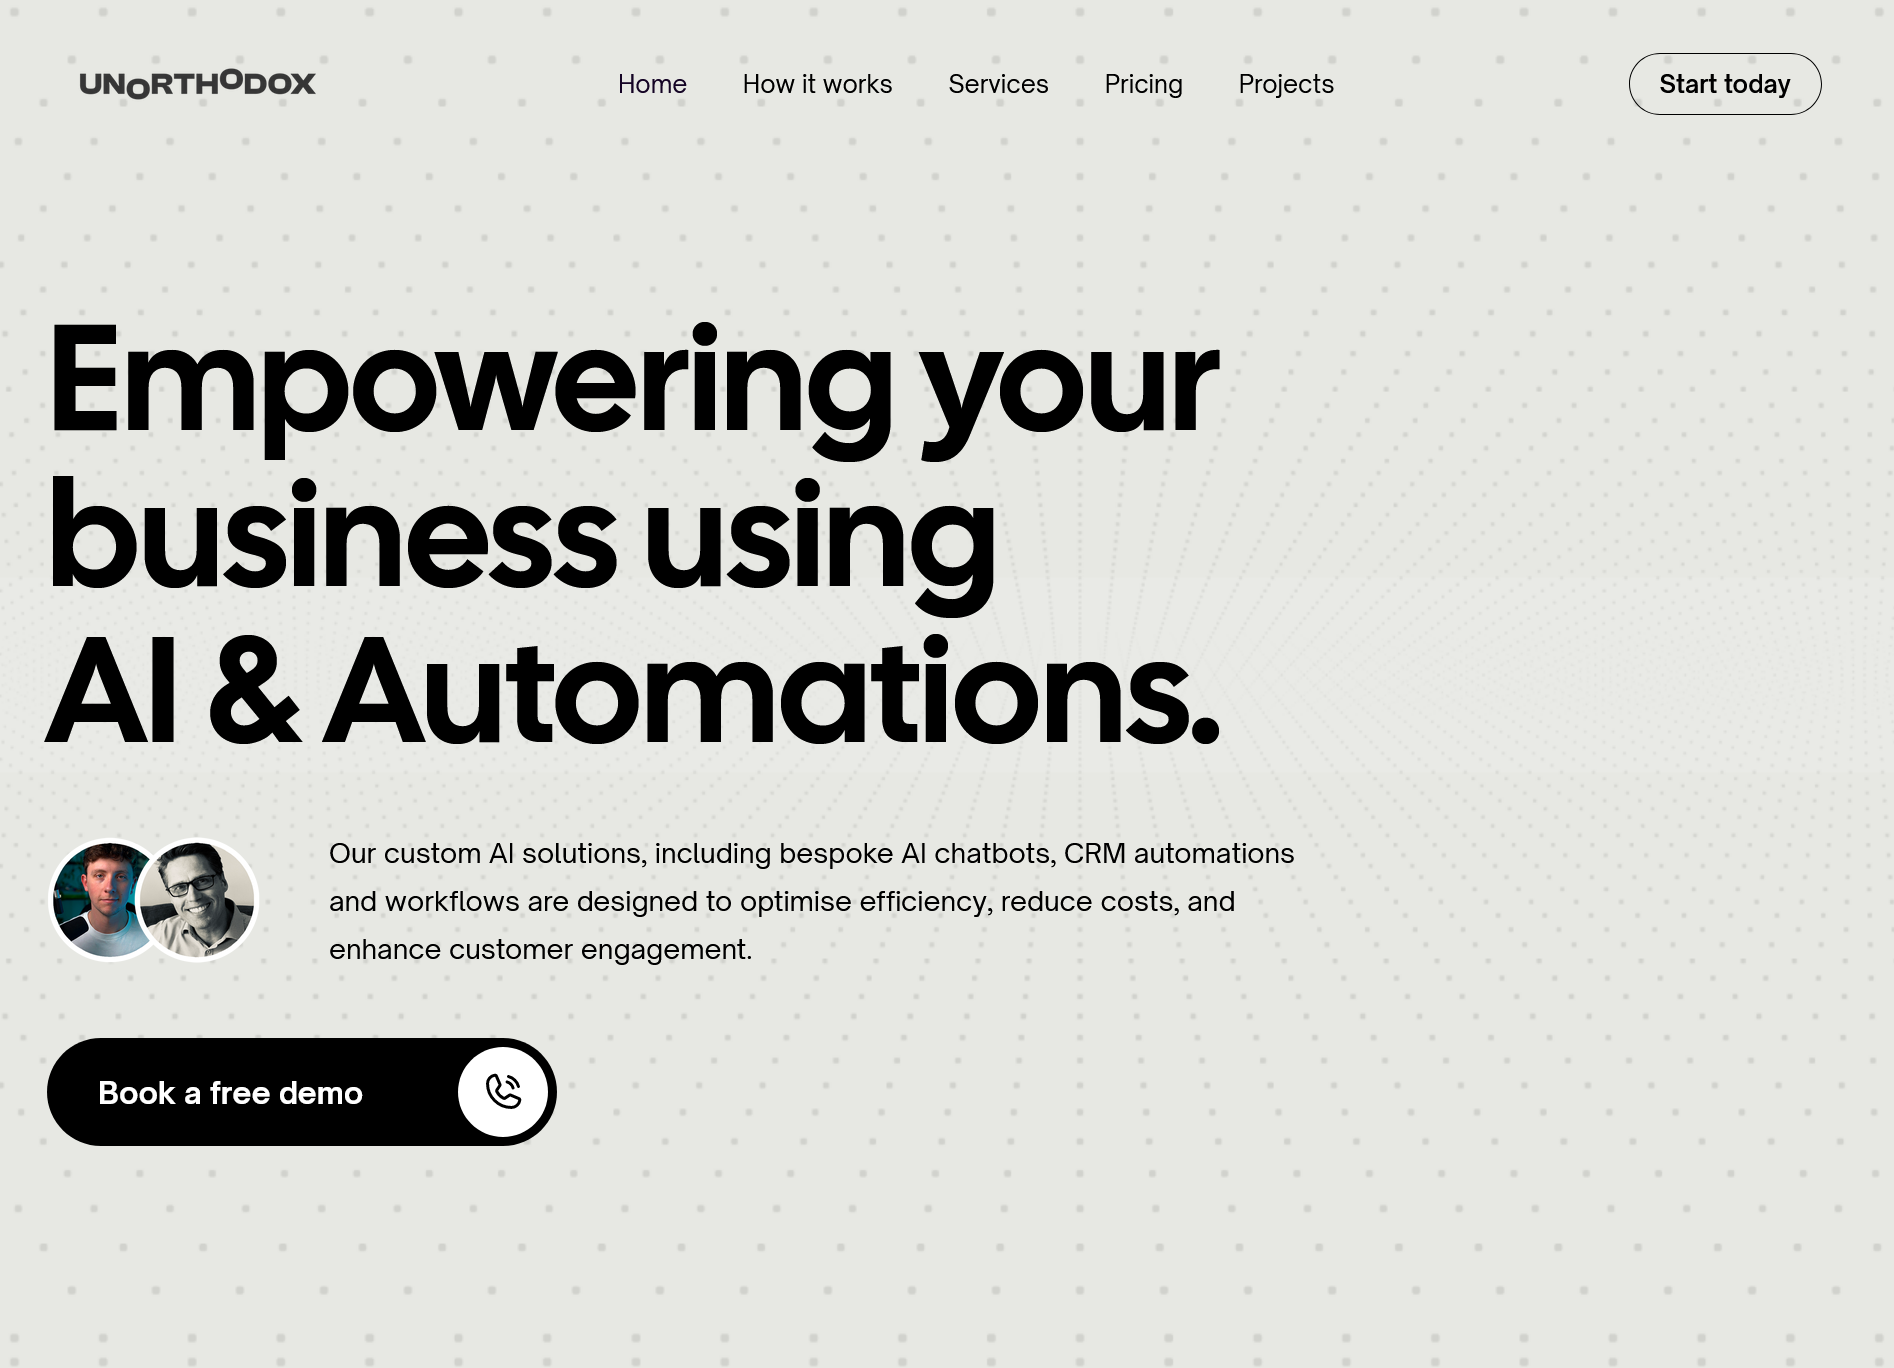 UNORTHODOX
Home
How it works
Services
Pricing
Projects
Start today
Empowering your
business using
AI & Automations.
Our custom AI solutions, including bespoke AI chatbots, CRM automations
and workflows are designed to optimise efficiency, reduce costs, and
enhance customer engagement.
Book a free demo